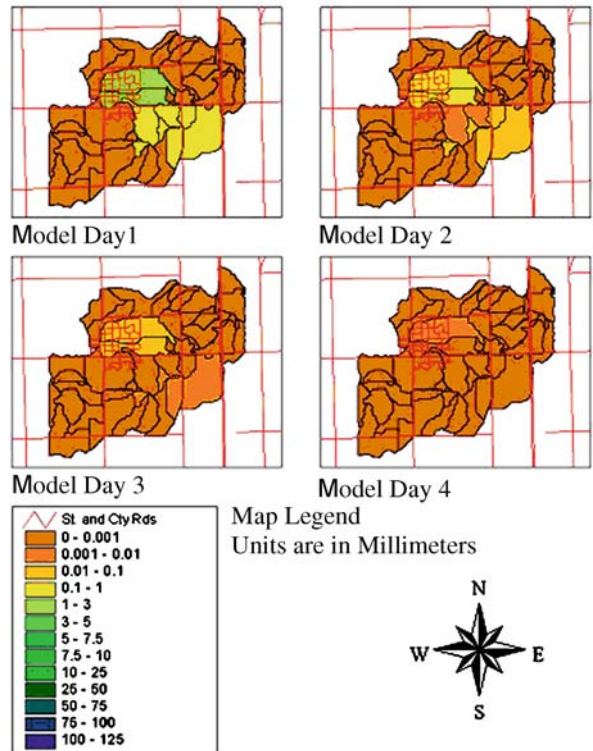 Model Day1
Model Day 2
Model Day 3
Model Day 4
St. and Cty Rds
0 - 0.001
0.001 - 0.01
0.01 - 0.1
0.1 - 1
1 - 3
3 - 5
5 - 7.5
7.5 - 10
10 - 25
25 - 50
50 - 75
75 - 100
100 - 125
Map Legend
Units are in Millimeters
N
W E
S